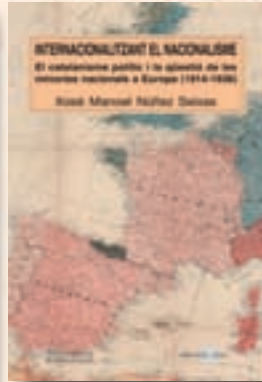 INTERNACIONALITZANT EL NACIONALISME
El catalanisme polític i la qüestió de les
minories nacionals a Europa (1914-1936)
Xosé Manoel Núñez Seixas